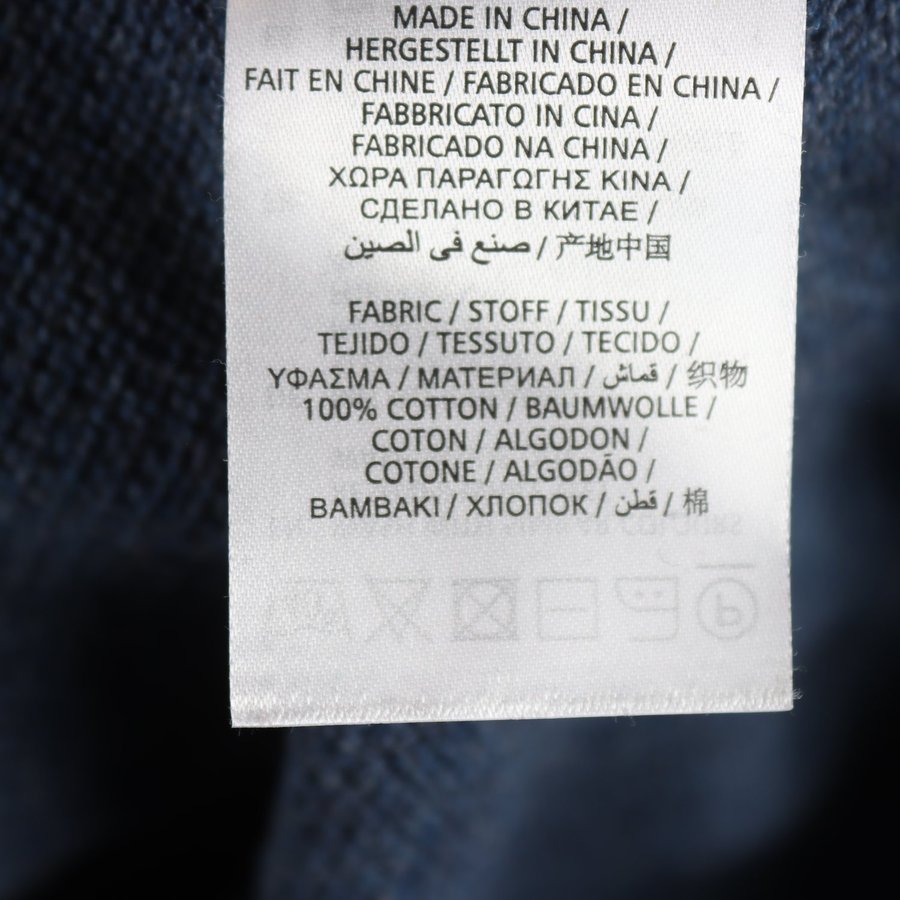 MADE IN CHINA /
HERGESTELLT IN CHINA /
FAIT EN CHINE / FABRICADO EN CHINA /
FABBRICATO IN CINA /
FABRICADO NA CHINA /
ΧΩΡΑ ΠΑΡΑΓΩΓΗΣ ΚΙΝΑ /
СДЕЛАНО В КИТАЕ /
صنع في الصين / 产地中国
FABRIC / STOFF / TISSU /
TEJIDO / TESSUTO / TECIDO /
ΥΦΑΣΜΑ / МАТЕРИАЛ / قماش / 织物
100% COTTON / BAUMWOLLE /
COTON / ALGODON /
COTONE / ALGODÃO /
ΒΑΜΒΑΚΙ / ХЛОПОК / قطن / 棉